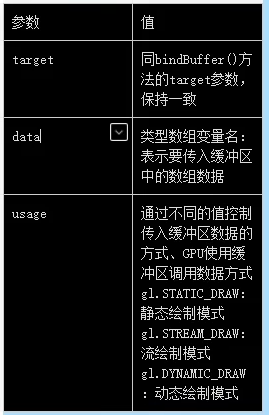 参数
值
target
同bindBuffer()方
法的target参数,
保持一致
data
类型数组变量名：
表示要传入缓冲区
中的数组数据
usage
通过不同的值控制
传入缓冲区数据的
方式、GPU使用缓
冲区调用数据方式
gl.STATIC_DRAW：
静态绘制模式
gl.STREAM_DRAW：
流绘制模式
gl.DYNAMIC_DRAW
：动态绘制模式